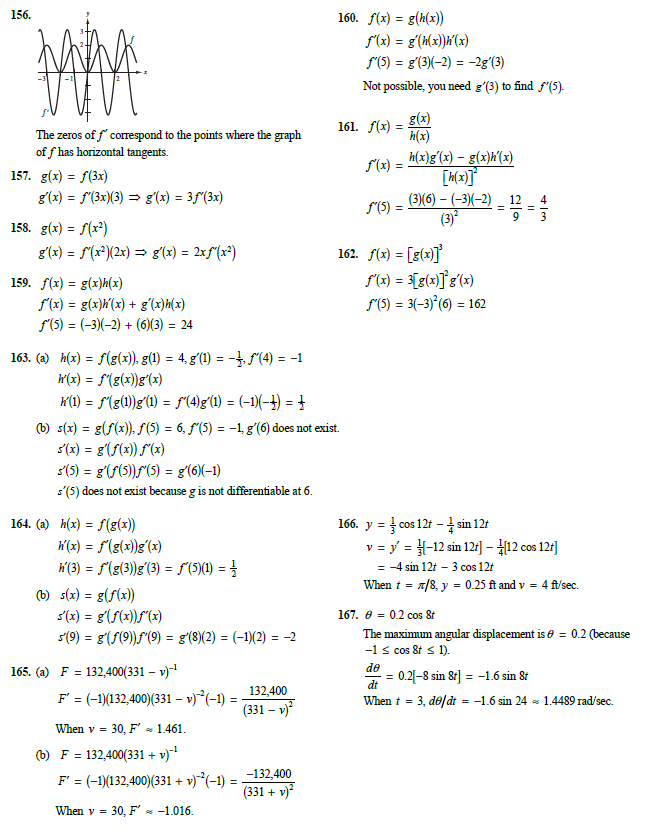 156.
y
3
2
f
x
-3
-1
2
f'
The zeros of f' correspond to the points where the graph
of f has horizontal tangents.
157. g(x) = f(3x)
g'(x) = f'(3x)(3) ⇒ g'(x) = 3f'(3x)
158. g(x) = f(x²)
g'(x) = f'(x²)(2x) ⇒ g'(x) = 2xf'(x²)
159. f(x) = g(x)h(x)
f'(x) = g(x)h'(x) + g'(x)h(x)
f'(5) = (-3)(-2) + (6)(3) = 24
160. f(x) = g(h(x))
f'(x) = g'(h(x))h'(x)
f'(5) = g'(3)(-2) = -2g'(3)
Not possible, you need g'(3) to find f'(5).
161. f(x) = g(x)/h(x)
f'(x) = (h(x)g'(x) - g(x)h'(x))/[h(x)]²
f'(5) = ((3)(6) - (-3)(-2))/(3)² = 12/9 = 4/3
162. f(x) = [g(x)]³
f'(x) = 3[g(x)]²g'(x)
f'(5) = 3(-3)²(6) = 162
163. (a) h(x) = f(g(x)), g(1) = 4, g'(1) = -1/2, f'(4) = -1
h'(x) = f'(g(x))g'(x)
h'(1) = f'(g(1))g'(1) = f'(4)g'(1) = (-1)(-1/2) = 1/2
(b) s(x) = g(f(x)), f(5) = 6, f'(5) = -1, g'(6) does not exist.
s'(x) = g'(f(x)) f'(x)
s'(5) = g'(f(5))f'(5) = g'(6)(-1)
s'(5) does not exist because g is not differentiable at 6.
164. (a) h(x) = f(g(x))
h'(x) = f'(g(x))g'(x)
h'(3) = f'(g(3))g'(3) = f'(5)(1) = 1/2
(b) s(x) = g(f(x))
s'(x) = g'(f(x))f'(x)
s'(9) = g'(f(9))f'(9) = g'(8)(2) = (-1)(2) = -2
165. (a) F = 132,400(331 - v)⁻¹
F' = (-1)(132,400)(331 - v)⁻²(-1) = 132,400/(331 - v)²
When v = 30, F' ≈ 1.461.
(b) F = 132,400(331 + v)⁻¹
F' = (-1)(132,400)(331 + v)⁻²(-1) = -132,400/(331 + v)²
When v = 30, F' ≈ -1.016.
166. y = 1/3 cos 12t - 1/4 sin 12t
v = y' = 1/3[-12 sin 12t] - 1/4[12 cos 12t]
= -4 sin 12t - 3 cos 12t
When t = π/8, y = 0.25 ft and v = 4 ft/sec.
167. θ = 0.2 cos 8t
The maximum angular displacement is θ = 0.2 (because
-1 ≤ cos 8t ≤ 1).
dθ/dt = 0.2[-8 sin 8t] = -1.6 sin 8t
When t = 3, dθ/dt = -1.6 sin 24 ≈ 1.4489 rad/sec.